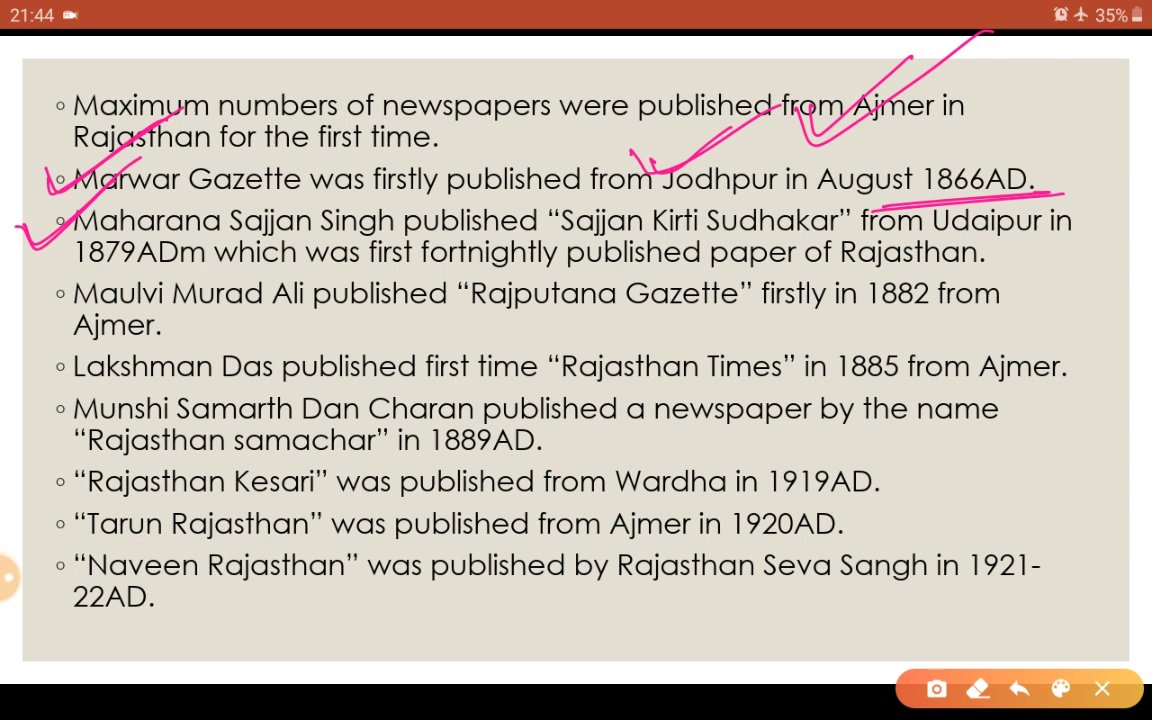 21:44
35%
◦ Maximum numbers of newspapers were published from Ajmer in
Rajasthan for the first time.
◦ Marwar Gazette was firstly published from Jodhpur in August 1866AD.
◦ Maharana Sajjan Singh published “Sajjan Kirti Sudhakar” from Udaipur in
1879ADm which was first fortnightly published paper of Rajasthan.
◦ Maulvi Murad Ali published “Rajputana Gazette” firstly in 1882 from
Ajmer.
◦ Lakshman Das published first time “Rajasthan Times” in 1885 from Ajmer.
◦ Munshi Samarth Dan Charan published a newspaper by the name
“Rajasthan samachar” in 1889AD.
◦ “Rajasthan Kesari” was published from Wardha in 1919AD.
◦ “Tarun Rajasthan” was published from Ajmer in 1920AD.
◦ “Naveen Rajasthan” was published by Rajasthan Seva Sangh in 1921-
22AD.